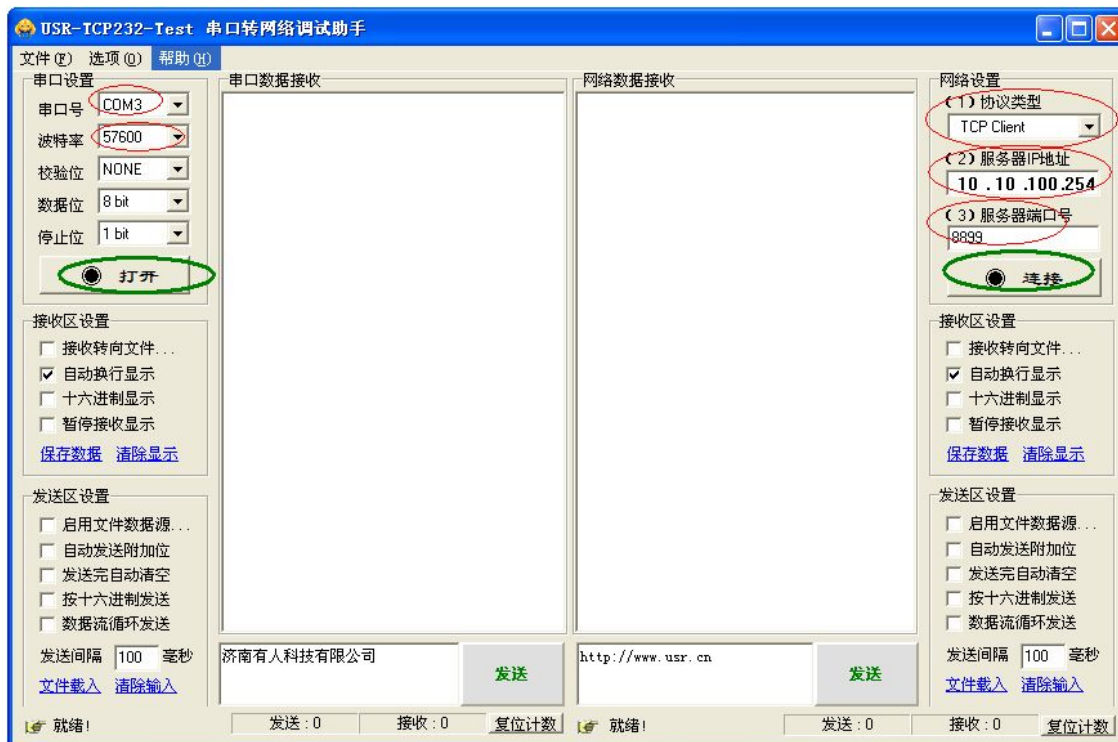 USR-TCP232-Test 串口转网络调试助手
文件(F) 选项(O) 帮助(H)
串口设置
串口号 COM3
波特率 57600
校验位 NONE
数据位 8 bit
停止位 1 bit
打开
接收区设置
接收转向文件...
自动换行显示
十六进制显示
暂停接收显示
保存数据 清除显示
发送区设置
启用文件数据源...
自动发送附加位
发送完自动清空
按十六进制发送
数据流循环发送
发送间隔 100 毫秒
文件载入 清除输入
就绪!
串口数据接收
济南有人科技有限公司
发送
发送:0 接收:0 复位计数
网络数据接收
http://www.usr.cn
发送
就绪!
发送:0 接收:0 复位计数
网络设置
(1) 协议类型
TCP Client
(2) 服务器IP地址
10 .10 .100.254
(3) 服务器端口号
8899
连接
接收区设置
接收转向文件...
自动换行显示
十六进制显示
暂停接收显示
保存数据 清除显示
发送区设置
启用文件数据源...
自动发送附加位
发送完自动清空
按十六进制发送
数据流循环发送
发送间隔 100 毫秒
文件载入 清除输入